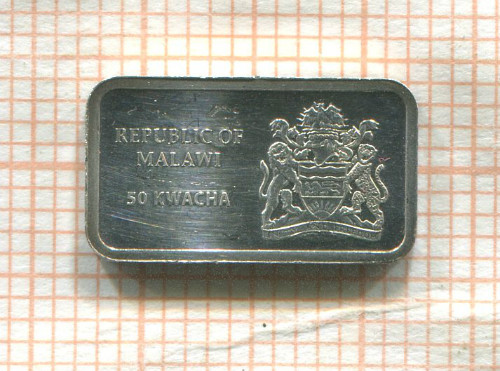 REPUBLIC OF
MALAWI
50 KWACHA